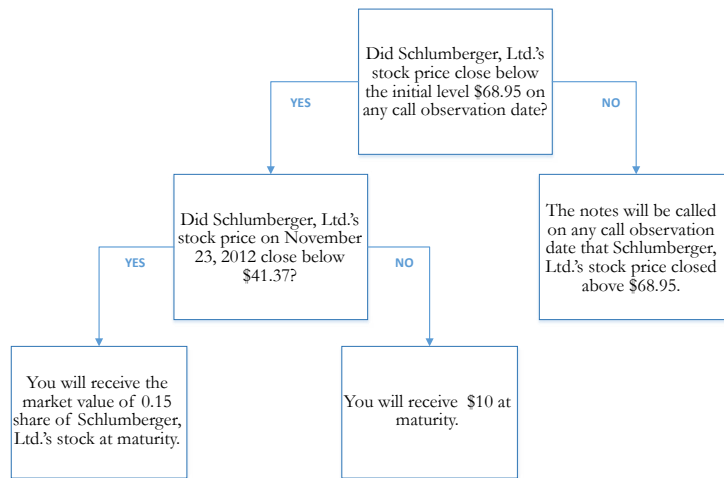 Did Schlumberger, Ltd.'s
stock price close below
the initial level $68.95 on
any call observation date?
YES
NO
Did Schlumberger, Ltd.'s
stock price on November
23, 2012 close below
$41.37?
The notes will be called
on any call observation
date that Schlumberger,
Ltd.'s stock price closed
above $68.95.
YES
NO
You will receive the
market value of 0.15
share of Schlumberger,
Ltd.'s stock at maturity.
You will receive $10 at
maturity.